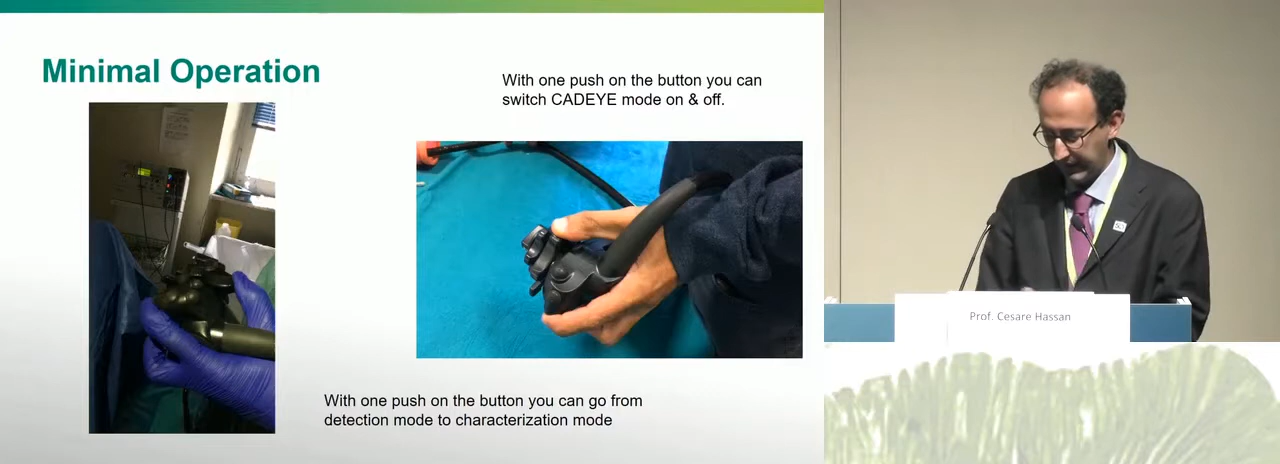 Minimal Operation
With one push on the button you can
switch CADEYE mode on & off.
With one push on the button you can go from
detection mode to characterization mode
Prof. Cesare Hassan